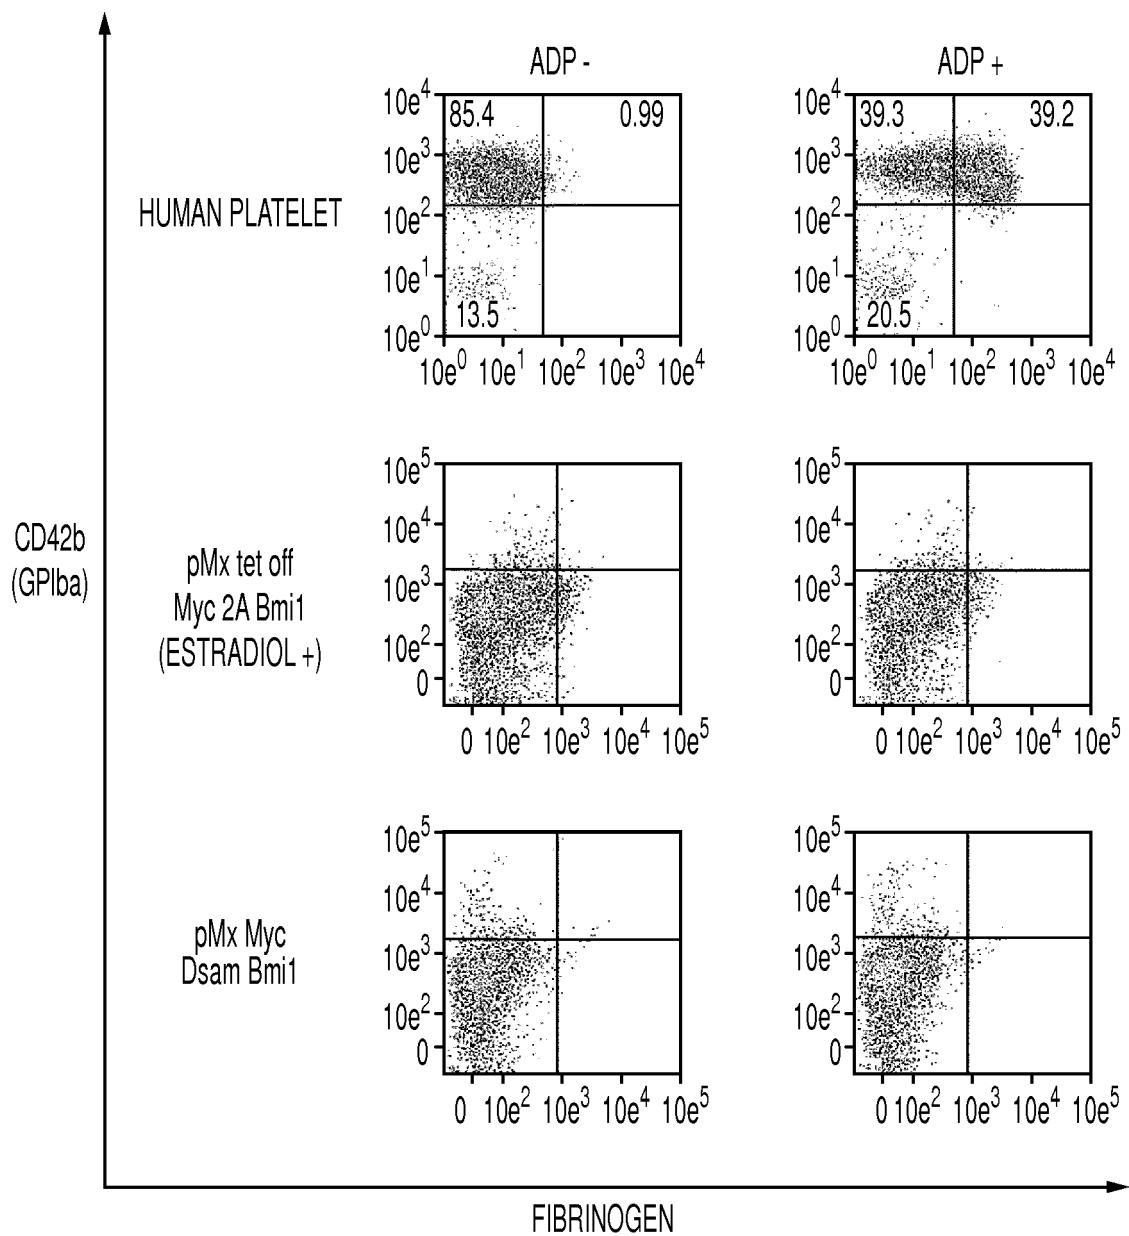 ADP - ADP +
10e4 85.4 0.99 10e4 39.3 39.2
10e3 10e3
HUMAN PLATELET 10e2 10e2
10e1 10e1
13.5 20.5
10e0 10e0
10e0 10e1 10e2 10e3 10e4 10e0 10e1 10e2 10e3 10e4
10e5 10e5
10e4 10e4
CD42b
(GPIba)
pMx tet off
Myc 2A Bmi1
(ESTRADIOL +)
10e3 10e3
10e2 10e2
0 0
0 10e2 10e3 10e4 10e5 0 10e2 10e3 10e4 10e5
10e5 10e5
10e4 10e4
pMx Myc
Dsam Bmi1
10e3 10e3
10e2 10e2
0 0
0 10e2 10e3 10e4 10e5 0 10e2 10e3 10e4 10e5
FIBRINOGEN